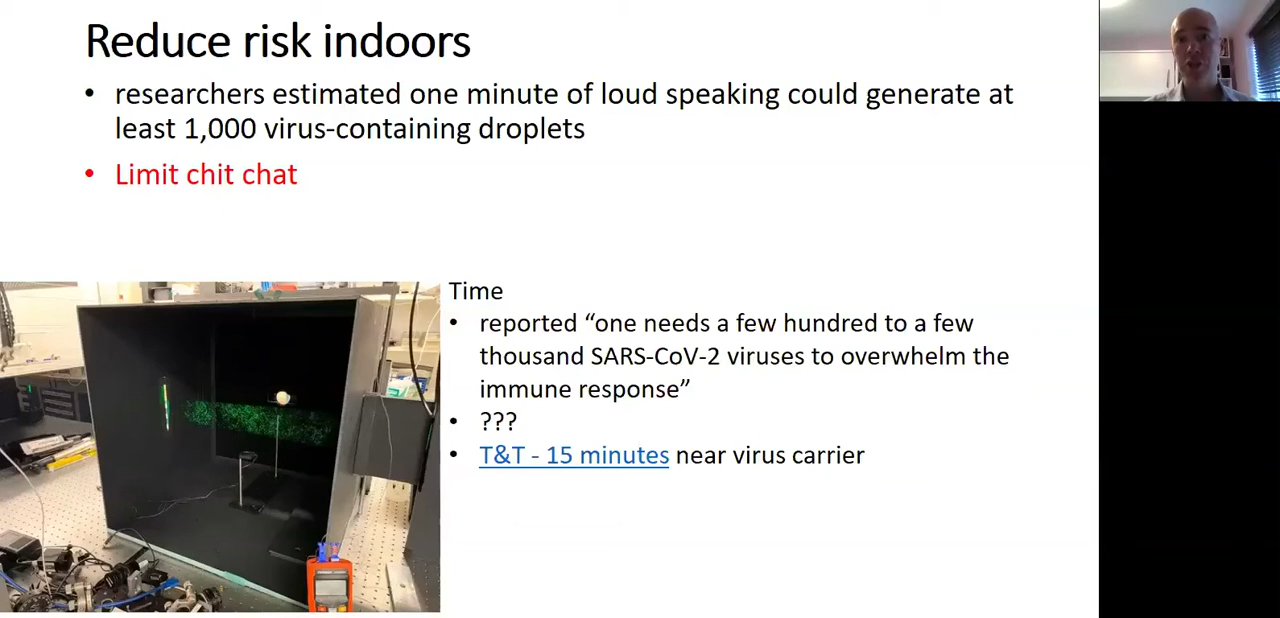 Reduce risk indoors
• researchers estimated one minute of loud speaking could generate at
least 1,000 virus-containing droplets
• Limit chit chat
Time
• reported “one needs a few hundred to a few
thousand SARS-CoV-2 viruses to overwhelm the
immune response”
• ???
• T&T - 15 minutes near virus carrier